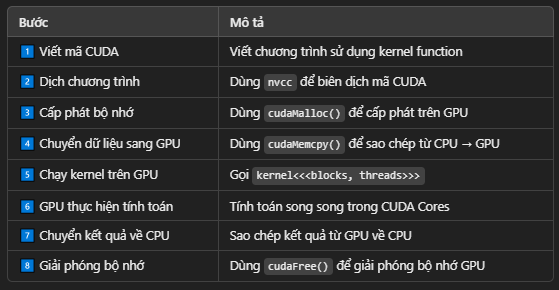 Bước Mô tả
1 Viết mã CUDA Viết chương trình sử dụng kernel function
2 Dịch chương trình Dùng nvcc để biên dịch mã CUDA
3 Cấp phát bộ nhớ Dùng cudaMalloc() để cấp phát trên GPU
4 Chuyển dữ liệu sang GPU Dùng cudaMemcpy() để sao chép từ CPU → GPU
5 Chạy kernel trên GPU Gọi kernel<<<blocks, threads>>>
6 GPU thực hiện tính toán Tính toán song song trong CUDA Cores
7 Chuyển kết quả về CPU Sao chép kết quả từ GPU về CPU
8 Giải phóng bộ nhớ Dùng cudaFree() để giải phóng bộ nhớ GPU